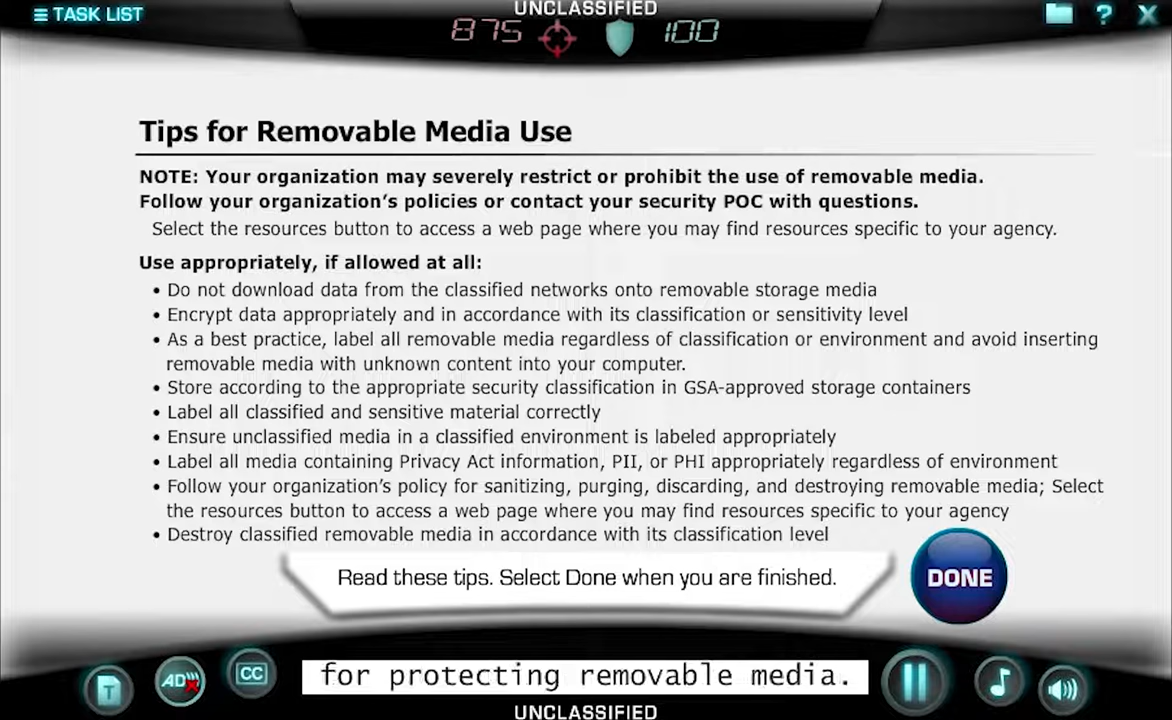 UNCLASSIFIED
≡ TASK LIST
875
100
?
X
Tips for Removable Media Use
NOTE: Your organization may severely restrict or prohibit the use of removable media.
Follow your organization's policies or contact your security POC with questions.
Select the resources button to access a web page where you may find resources specific to your agency.
Use appropriately, if allowed at all:
• Do not download data from the classified networks onto removable storage media
• Encrypt data appropriately and in accordance with its classification or sensitivity level
• As a best practice, label all removable media regardless of classification or environment and avoid inserting
removable media with unknown content into your computer.
• Store according to the appropriate security classification in GSA-approved storage containers
• Label all classified and sensitive material correctly
• Ensure unclassified media in a classified environment is labeled appropriately
• Label all media containing Privacy Act information, PII, or PHI appropriately regardless of environment
• Follow your organization's policy for sanitizing, purging, discarding, and destroying removable media; Select
the resources button to access a web page where you may find resources specific to your agency
• Destroy classified removable media in accordance with its classification level
Read these tips. Select Done when you are finished.
DONE
T
AD
CC
for protecting removable media.
UNCLASSIFIED